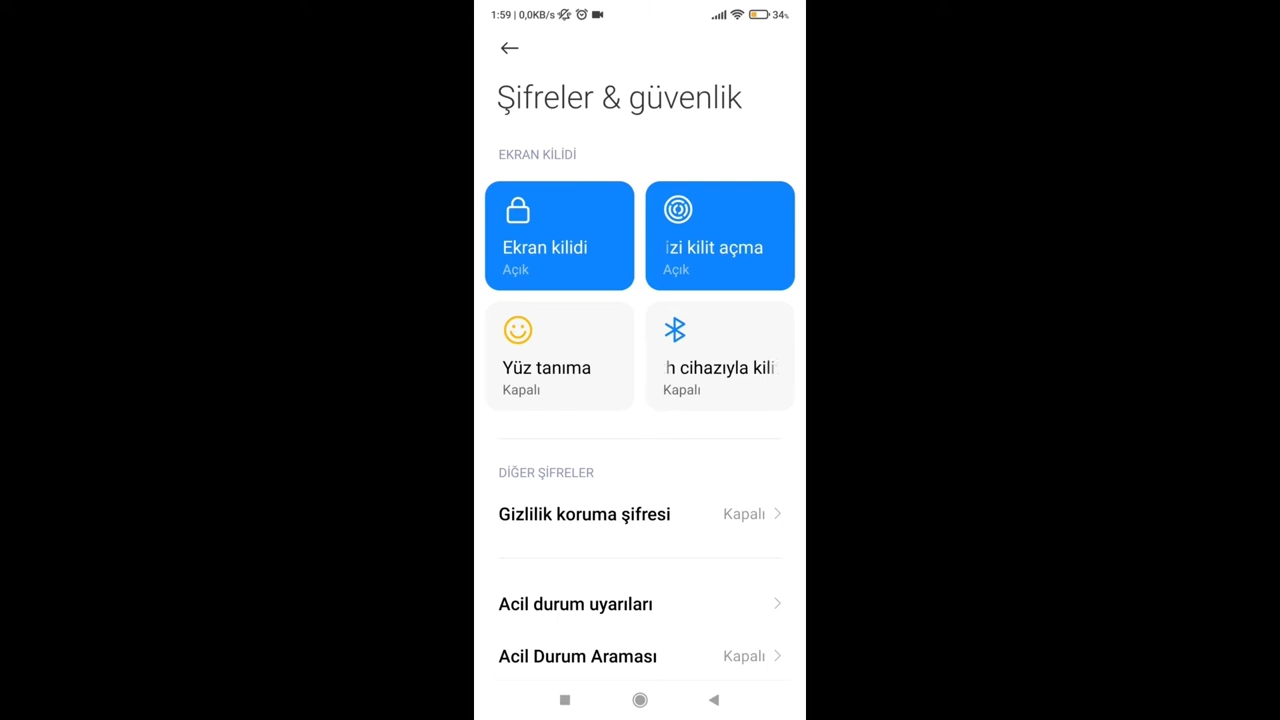 1:59 | 0,0KB/s 34%
Şifreler & güvenlik
EKRAN KİLİDİ
Ekran kilidi
Açık
izi kilit açma
Açık
Yüz tanıma
Kapalı
h cihazıyla kili
Kapalı
DİĞER ŞİFRELER
Gizlilik koruma şifresi Kapalı
Acil durum uyarıları
Acil Durum Araması Kapalı